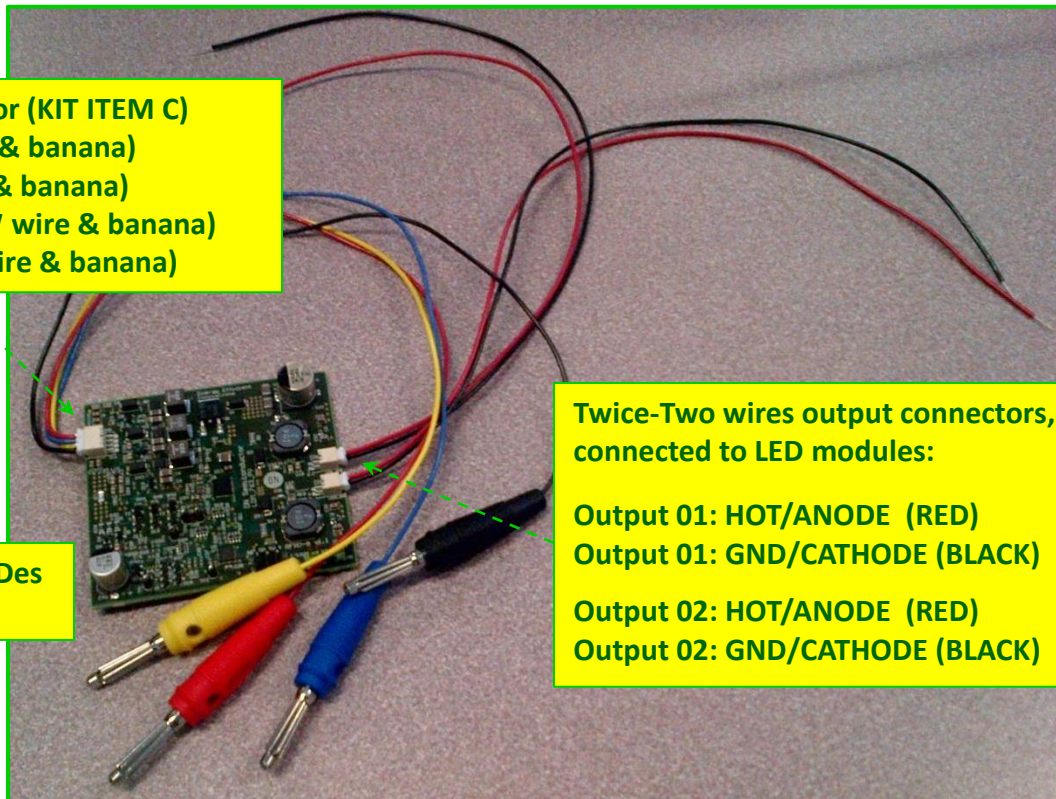 or (KIT ITEM C)
& banana)
& banana)
wire & banana)
ire & banana)
Twice-Two wires output connectors,
connected to LED modules:
Output 01: HOT/ANODE (RED)
Output 01: GND/CATHODE (BLACK)
Output 02: HOT/ANODE (RED)
Output 02: GND/CATHODE (BLACK)
Des